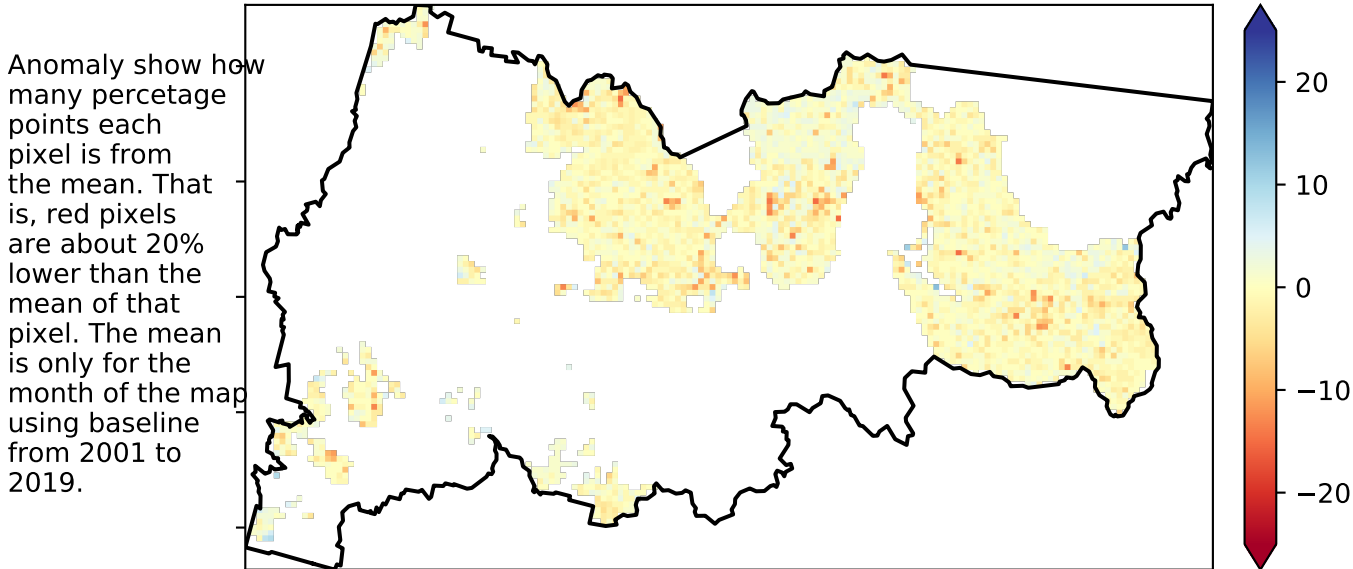 Anomaly show how
many percetage
points each
pixel is from
the mean. That
is, red pixels
are about 20%
lower than the
mean of that
pixel. The mean
is only for the
month of the map
using baseline
from 2001 to
2019.
20
10
0
−10
−20